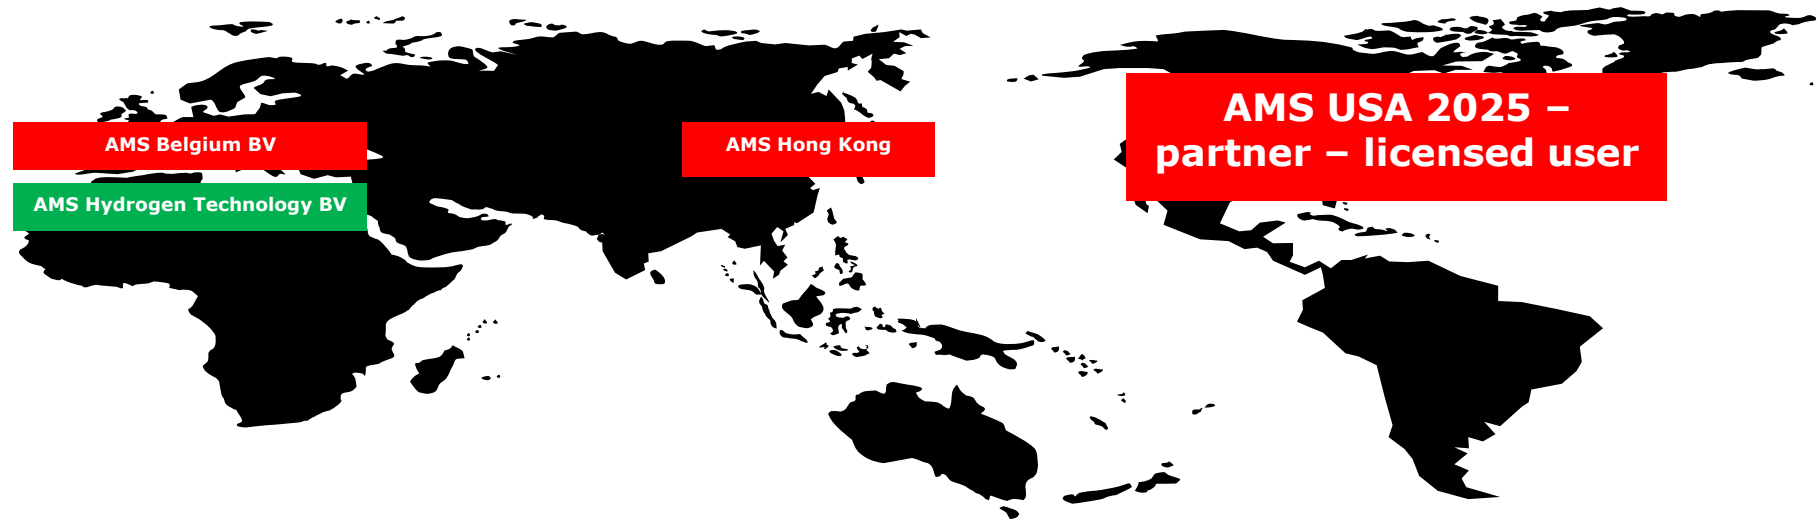 AMS USA 2025 –
partner – licensed user
AMS Belgium BV
AMS Hong Kong
AMS Hydrogen Technology BV